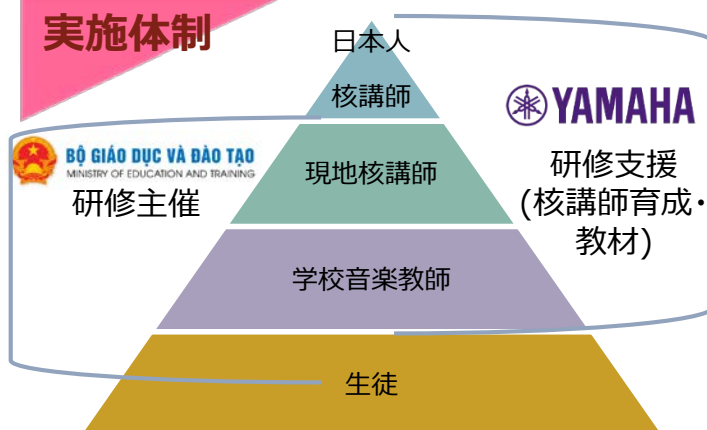 実施体制
日本人
核講師
BỘ GIÁO DỤC VÀ ĐÀO TẠO
MINISTRY OF EDUCATION AND TRAINING
研修主催
現地核講師
YAMAHA
研修支援
(核講師育成・
教材)
学校音楽教師
生徒